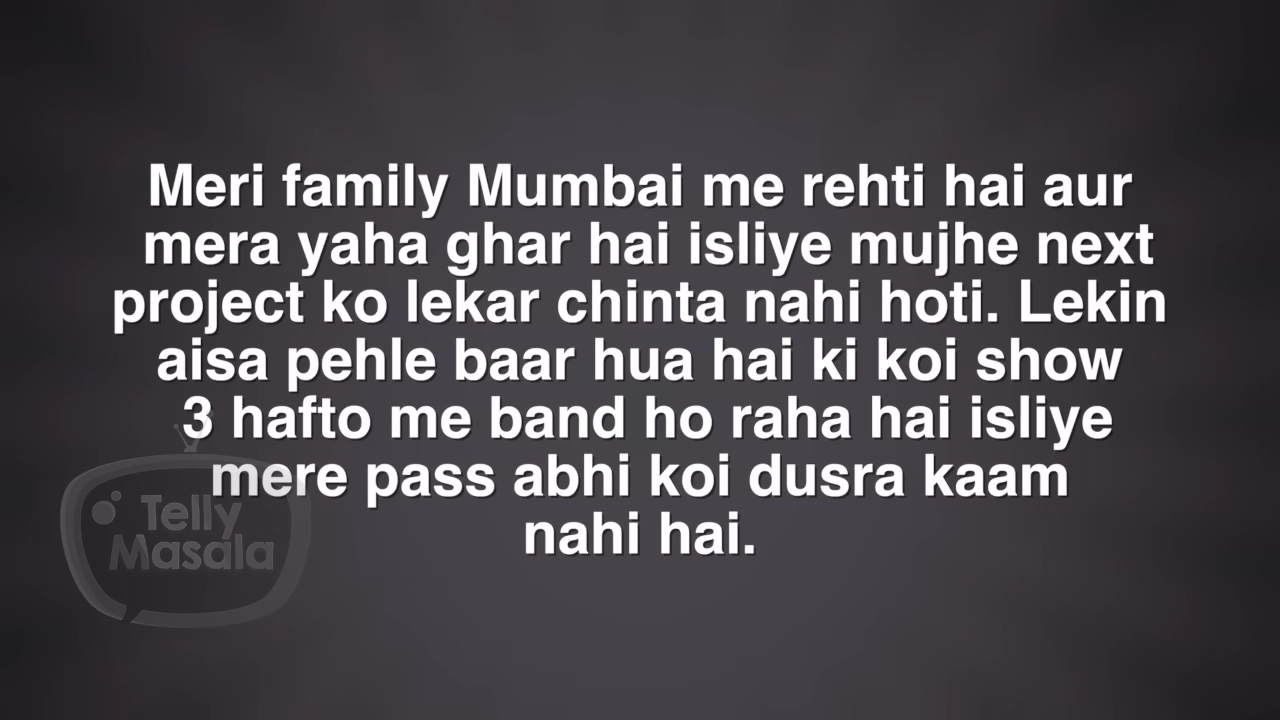 Meri family Mumbai me rehti hai aur
mera yaha ghar hai isliye mujhe next
project ko lekar chinta nahi hoti. Lekin
aisa pehle baar hua hai ki koi show
3 hafto me band ho raha hai isliye
mere pass abhi koi dusra kaam
nahi hai.
Telly
Masala